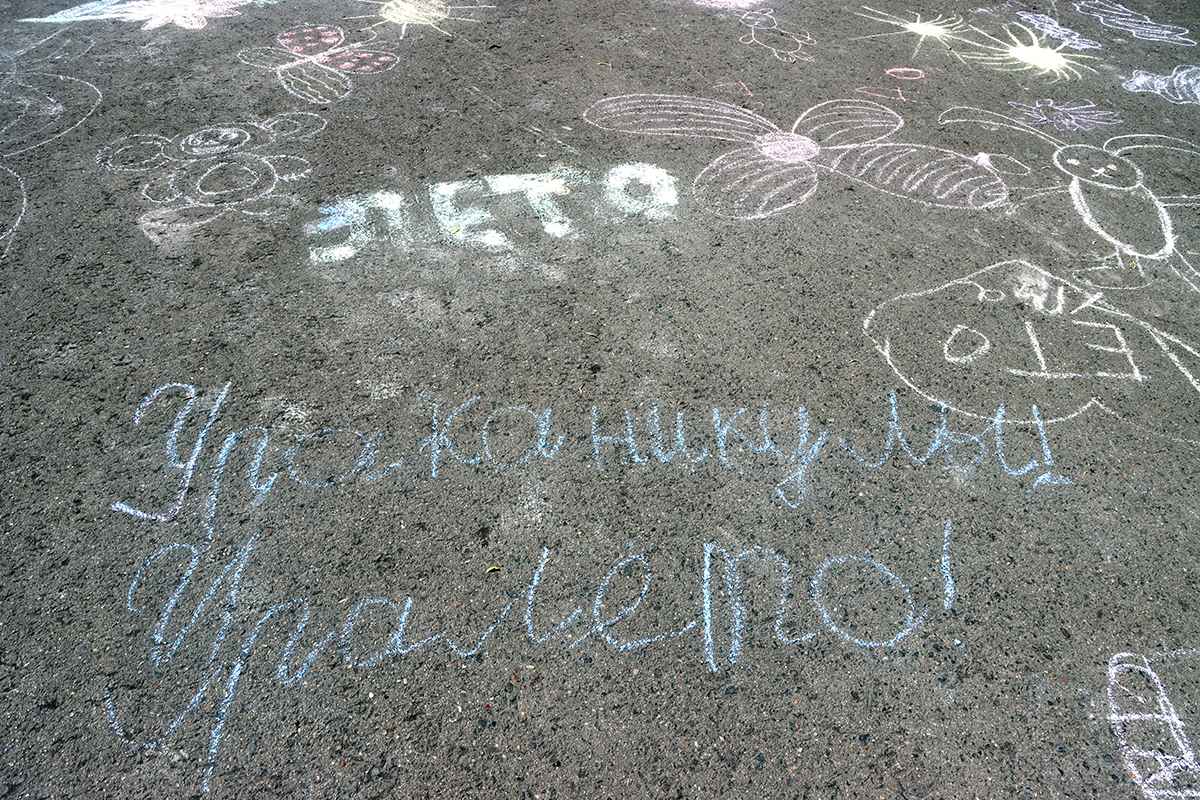 ЛЕТО
Ура каникулы!
Ура лето!